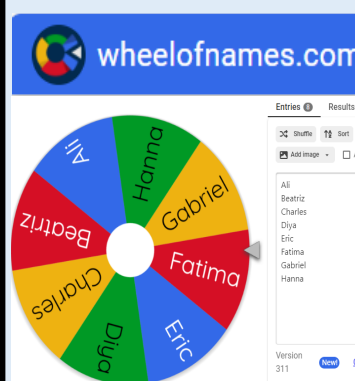 wheelofnames.com
Entries 8 Results
Shuffle Sort
Add image
Ali
Beatriz
Charles
Diya
Eric
Fatima
Gabriel
Hanna
Version
311
New!
Hanna
Gabriel
Fatima
Eric
Diya
Charles
Beatriz
Ali